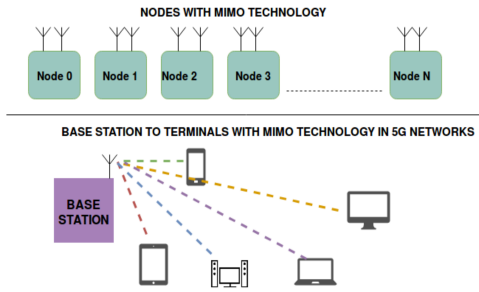 NODES WITH MIMO TECHNOLOGY
Node 0 Node 1 Node 2 Node 3 Node N
BASE STATION TO TERMINALS WITH MIMO TECHNOLOGY IN 5G NETWORKS
BASE
STATION